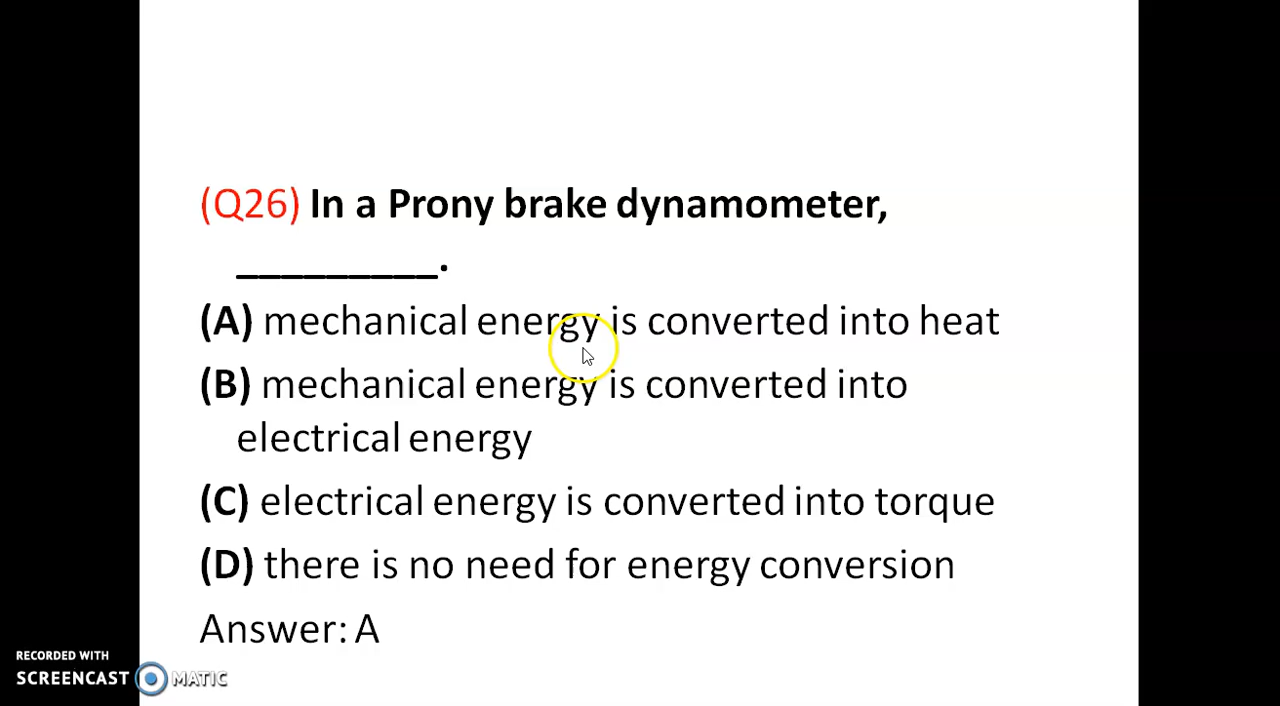 (Q26) In a Prony brake dynamometer,
_________.
(A) mechanical energy is converted into heat
(B) mechanical energy is converted into
electrical energy
(C) electrical energy is converted into torque
(D) there is no need for energy conversion
Answer: A
RECORDED WITH
SCREENCAST MATIC